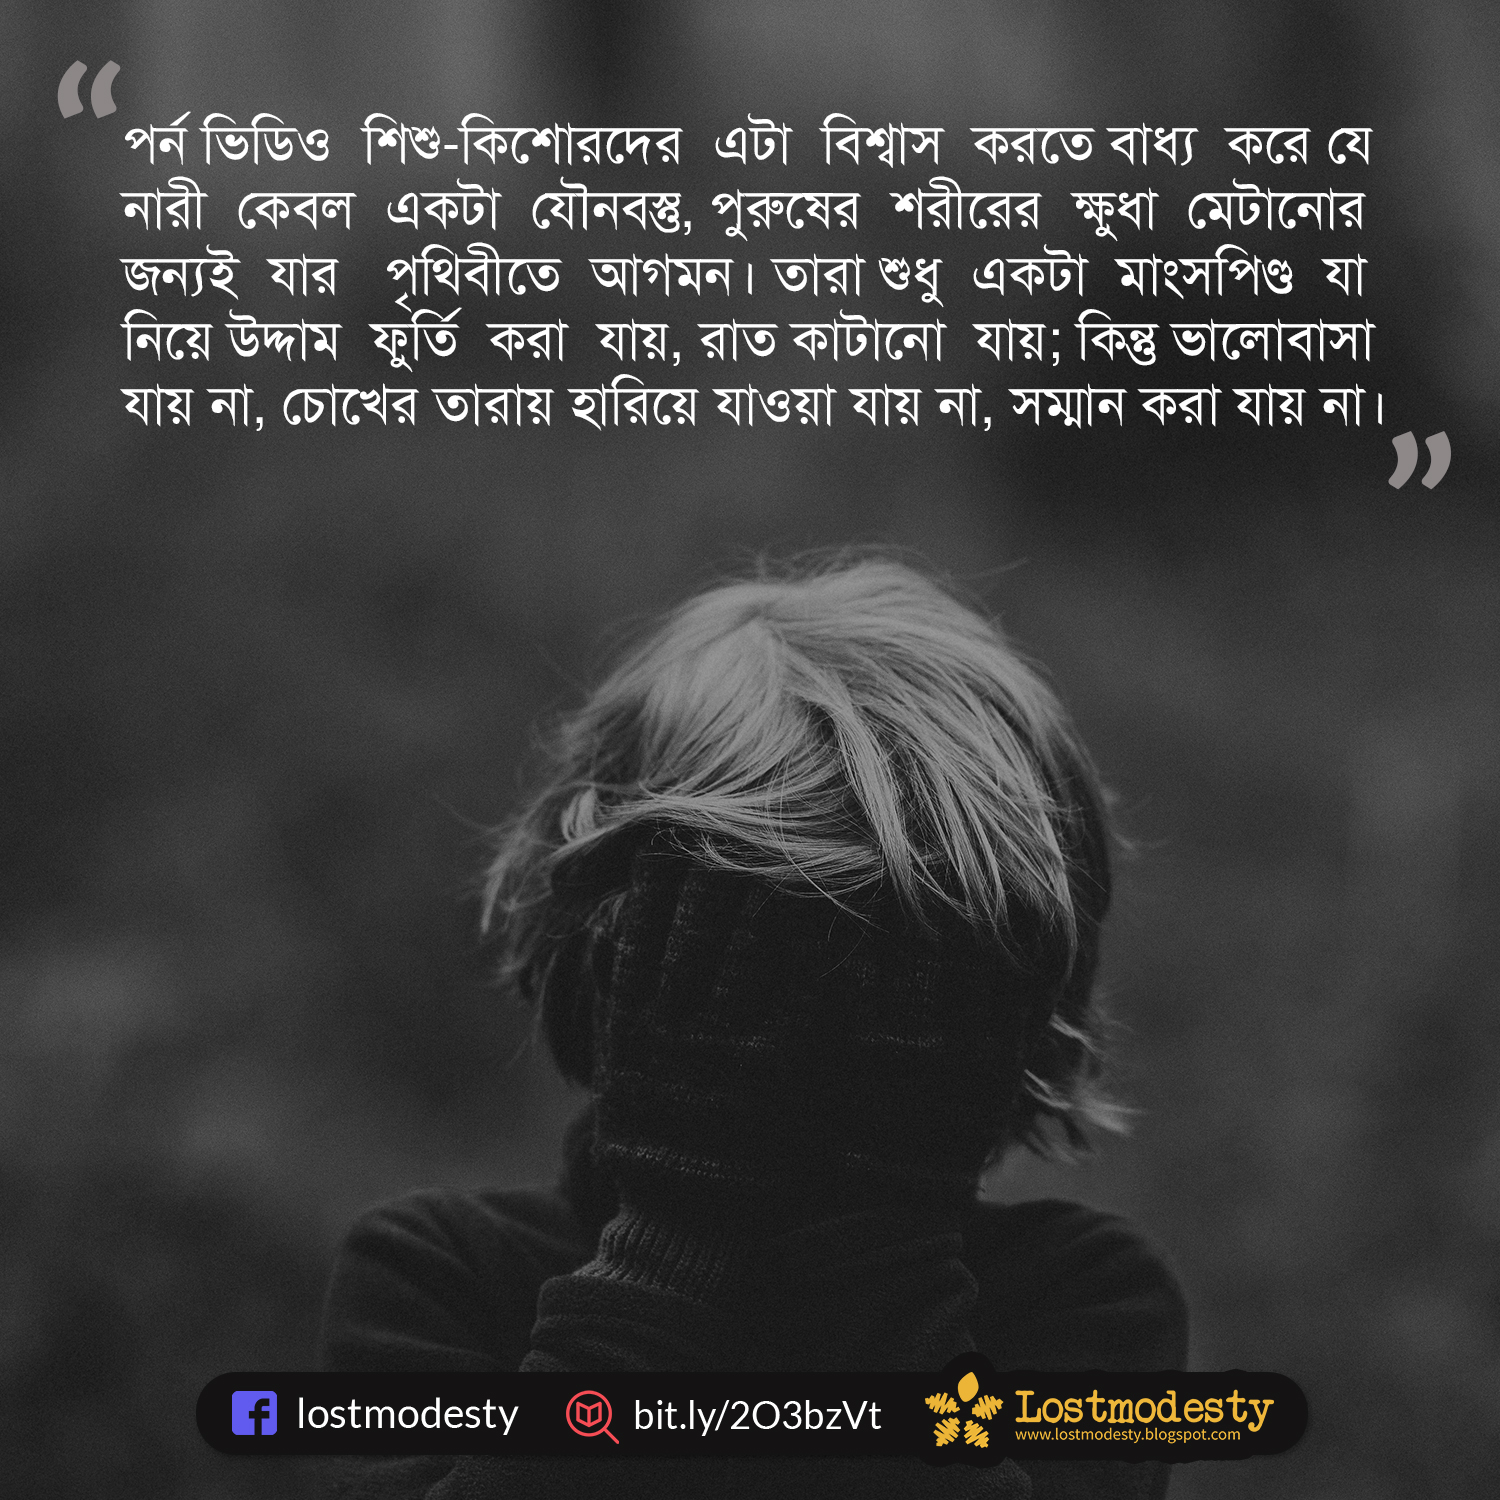 “
পর্ন ভিডিও শিশু-কিশোরদের এটা বিশ্বাস করতে বাধ্য করে যে
নারী কেবল একটা যৌনবস্তু, পুরুষের শরীরের ক্ষুধা মেটানোর
জন্যই যার পৃথিবীতে আগমন। তারা শুধু একটা মাংসপিণ্ড যা
নিয়ে উদ্দাম ফুর্তি করা যায়, রাত কাটানো যায়; কিন্তু ভালোবাসা
যায় না, চোখের তারায় হারিয়ে যাওয়া যায় না, সম্মান করা যায় না।
”
lostmodesty
bit.ly/2O3bzVt
Lostmodesty
www.lostmodesty.blogspot.com